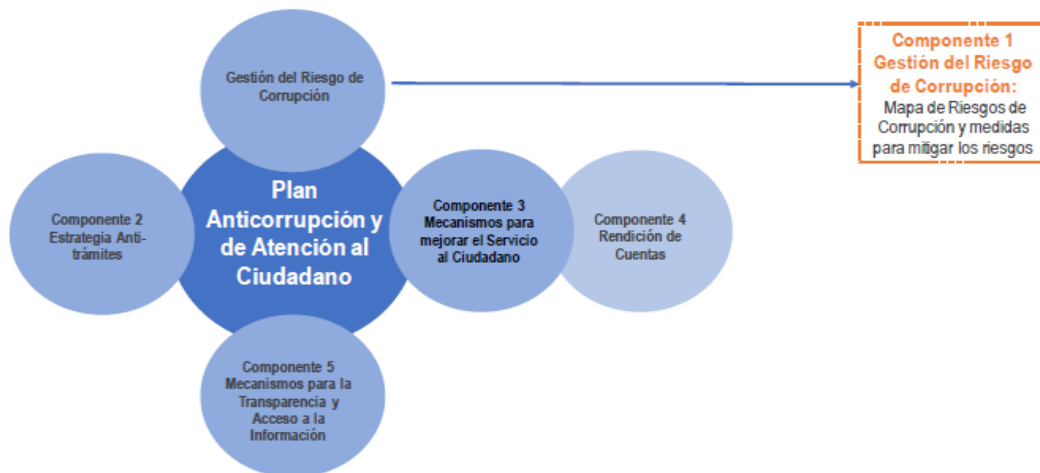 Gestión del Riesgo de
Corrupción
Componente 1
Gestión del Riesgo
de Corrupción:
Mapa de Riesgos de
Corrupción y medidas
para mitigar los riesgos
Componente 2
Estrategia Anti-
trámites
Plan
Anticorrupción y
de Atención al
Ciudadano
Componente 3
Mecanismos para
mejorar el Servicio
al Ciudadano
Componente 4
Rendición de
Cuentas
Componente 5
Mecanismos para la
Transparencia y
Acceso a la
Información